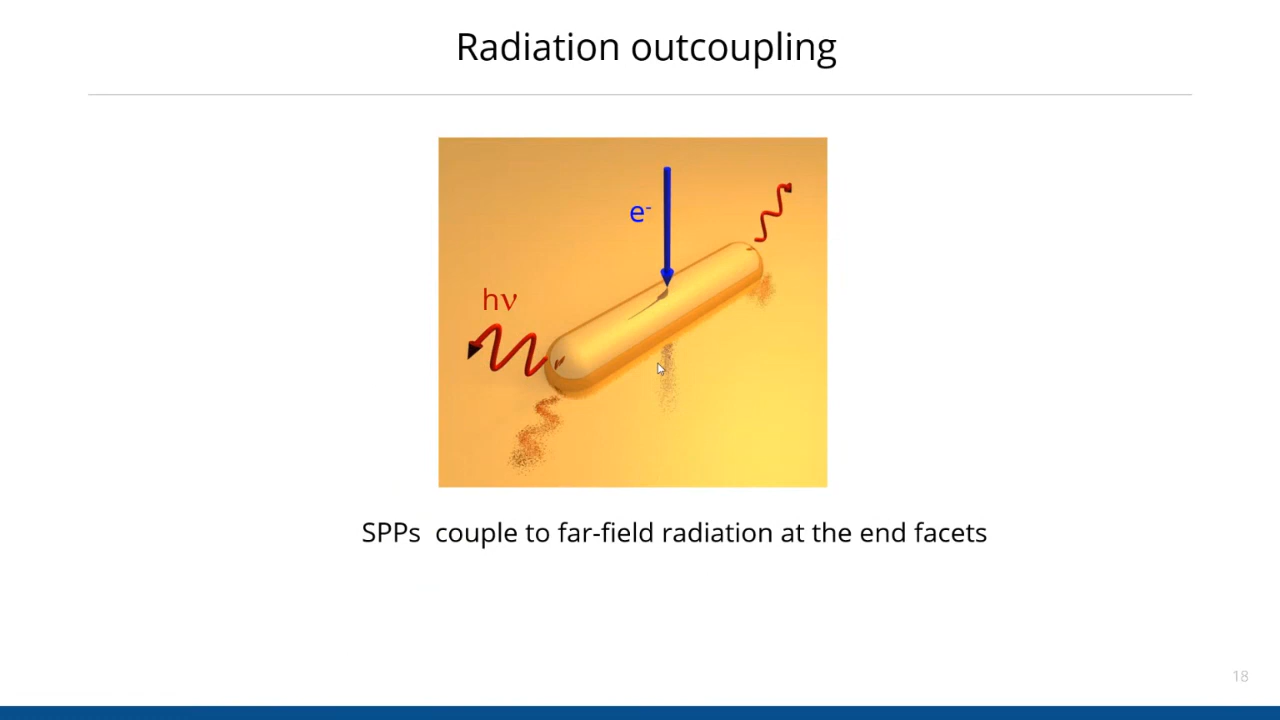 Radiation outcoupling
e-
hν
SPPs  couple to far-field radiation at the end facets
18